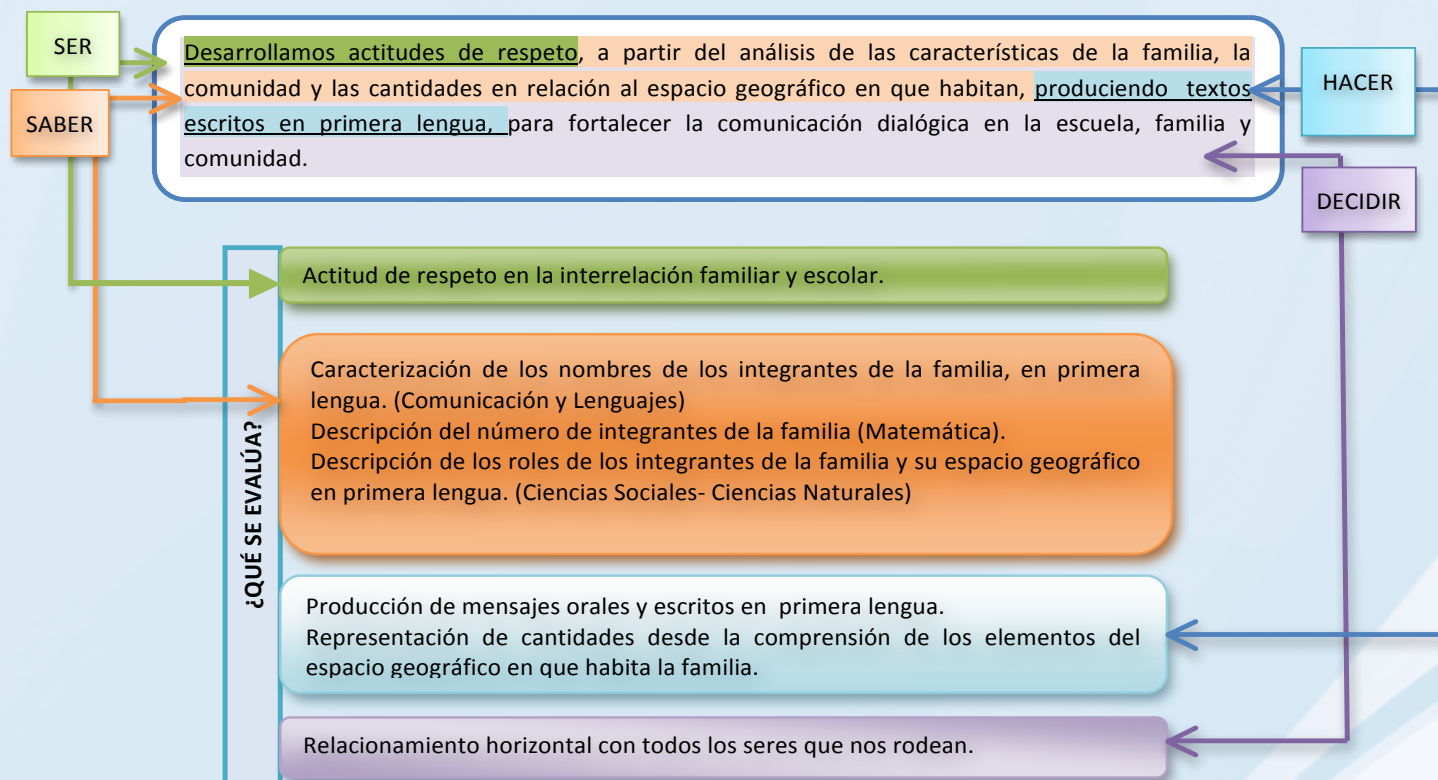 SER
SABER
Desarrollamos actitudes de respeto, a partir del análisis de las características de la familia, la
comunidad y las cantidades en relación al espacio geográfico en que habitan, produciendo textos
escritos en primera lengua, para fortalecer la comunicación dialógica en la escuela, familia y
comunidad.
HACER
DECIDIR
¿QUÉ SE EVALÚA?
Actitud de respeto en la interrelación familiar y escolar.
Caracterización de los nombres de los integrantes de la familia, en primera
lengua. (Comunicación y Lenguajes)
Descripción del número de integrantes de la familia (Matemática).
Descripción de los roles de los integrantes de la familia y su espacio geográfico
en primera lengua. (Ciencias Sociales- Ciencias Naturales)
Producción de mensajes orales y escritos en primera lengua.
Representación de cantidades desde la comprensión de los elementos del
espacio geográfico en que habita la familia.
Relacionamiento horizontal con todos los seres que nos rodean.